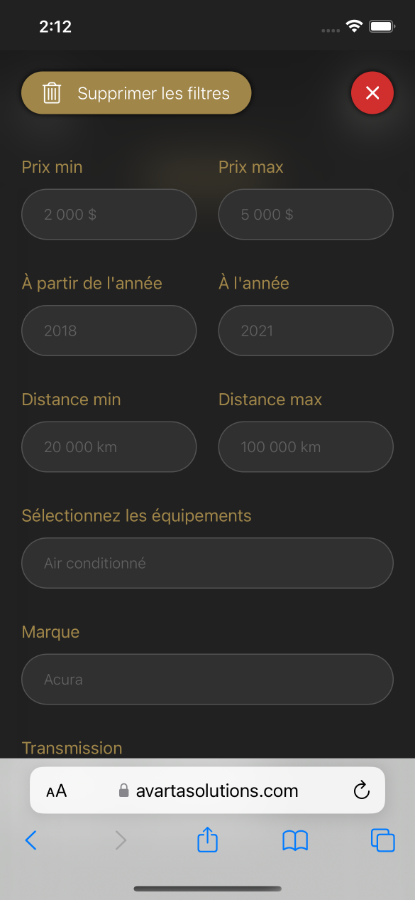 2:12
Supprimer les filtres
Prix min
Prix max
2 000 $
5 000 $
À partir de l'année
À l'année
2018
2021
Distance min
Distance max
20 000 km
100 000 km
Sélectionnez les équipements
Air conditionné
Marque
Acura
Transmission
AA
avartasolutions.com